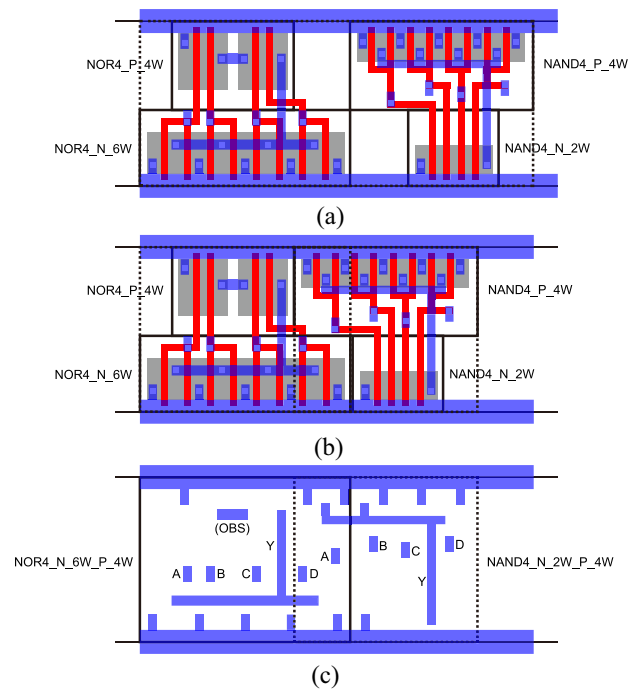 NOR4_P_4W
NAND4_P_4W
NOR4_N_6W
NAND4_N_2W
(a)
NOR4_P_4W
NAND4_P_4W
NOR4_N_6W
NAND4_N_2W
(b)
(OBS)
Y
A
B
C
D
A
B
C
D
Y
NOR4_N_6W_P_4W
NAND4_N_2W_P_4W
(c)